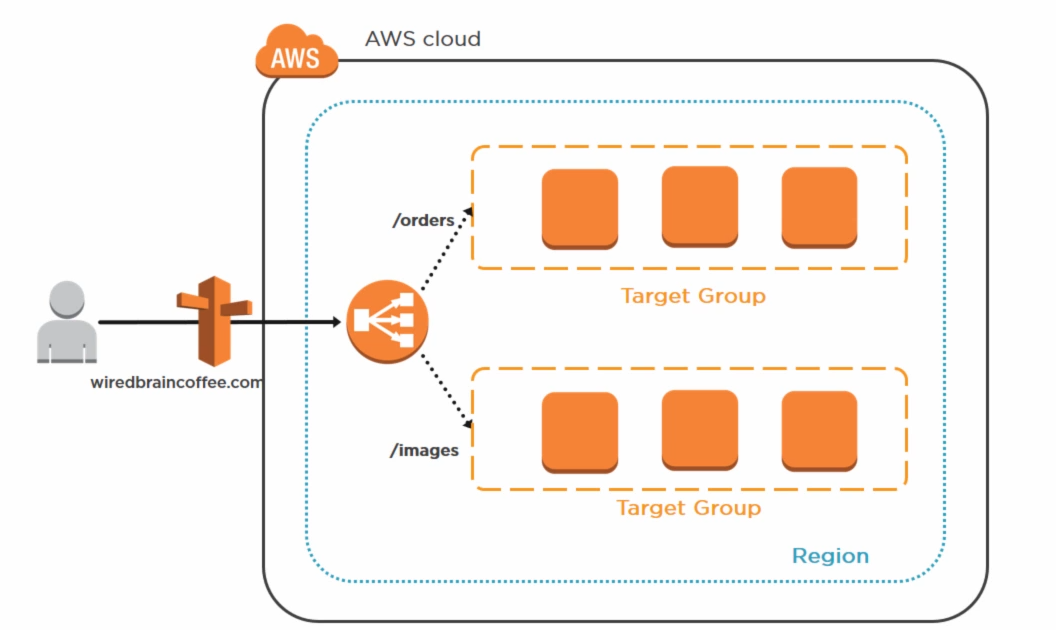 AWS cloud
AWS
/orders
Target Group
wiredbraincoffee.com
/images
Target Group
Region